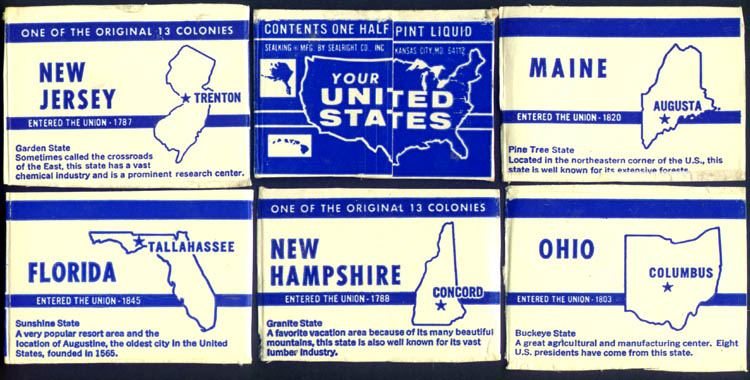 ONE OF THE ORIGINAL 13 COLONIES
NEW
JERSEY
TRENTON
ENTERED THE UNION - 1787
Garden State
Sometimes called the crossroads
of the East, this state has a vast
chemical industry and is a prominent research center.
CONTENTS ONE HALF PINT LIQUID
SEALKING ® MFG. BY SEALRIGHT CO., INC. KANSAS CITY, MO. 64112
YOUR
UNITED
STATES
MAINE
AUGUSTA
ENTERED THE UNION - 1820
Pine Tree State
Located in the northeastern corner of the U.S., this
state is well known for its extensive forests
TALLAHASSEE
FLORIDA
ENTERED THE UNION - 1845
Sunshine State
A very popular resort area and the
location of Augustine, the oldest city in the United
States, founded in 1565.
ONE OF THE ORIGINAL 13 COLONIES
NEW
HAMPSHIRE
CONCORD
ENTERED THE UNION - 1788
Granite State
A favorite vacation area because of its many beautiful
mountains, this state is also well known for its vast
lumber industry.
OHIO
COLUMBUS
ENTERED THE UNION - 1803
Buckeye State
A great agricultural and manufacturing center. Eight
U.S. presidents have come from this state.